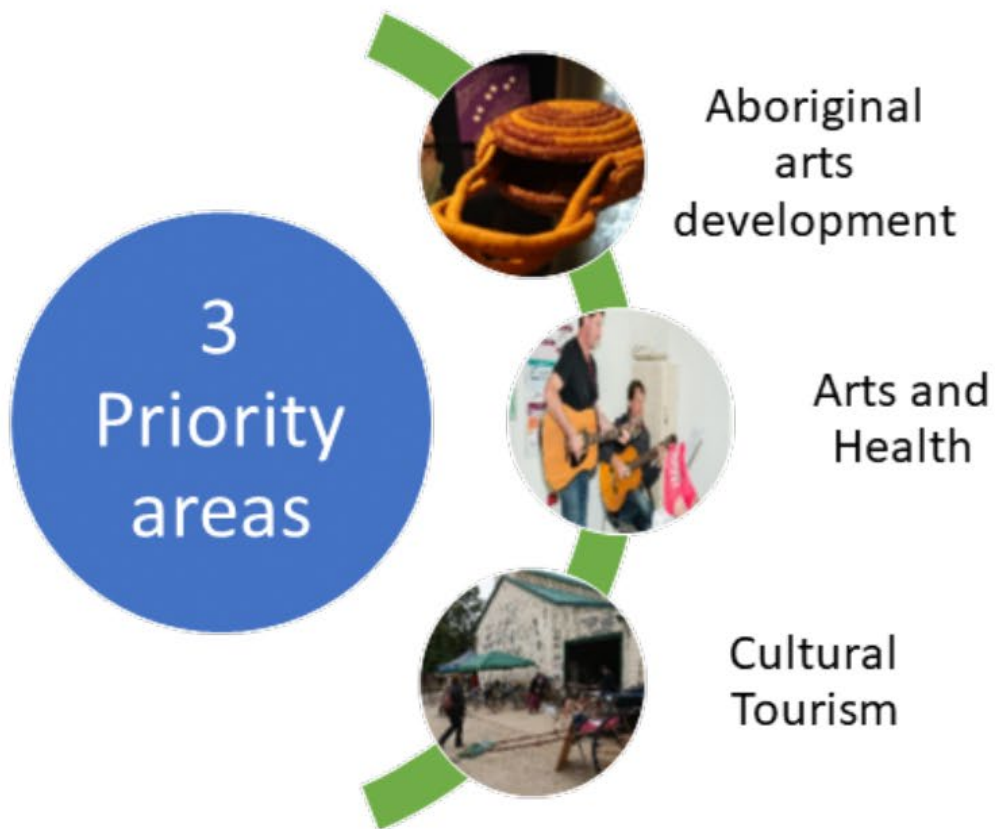 3
Priority
areas
Aboriginal
arts
development
Arts and
Health
Cultural
Tourism